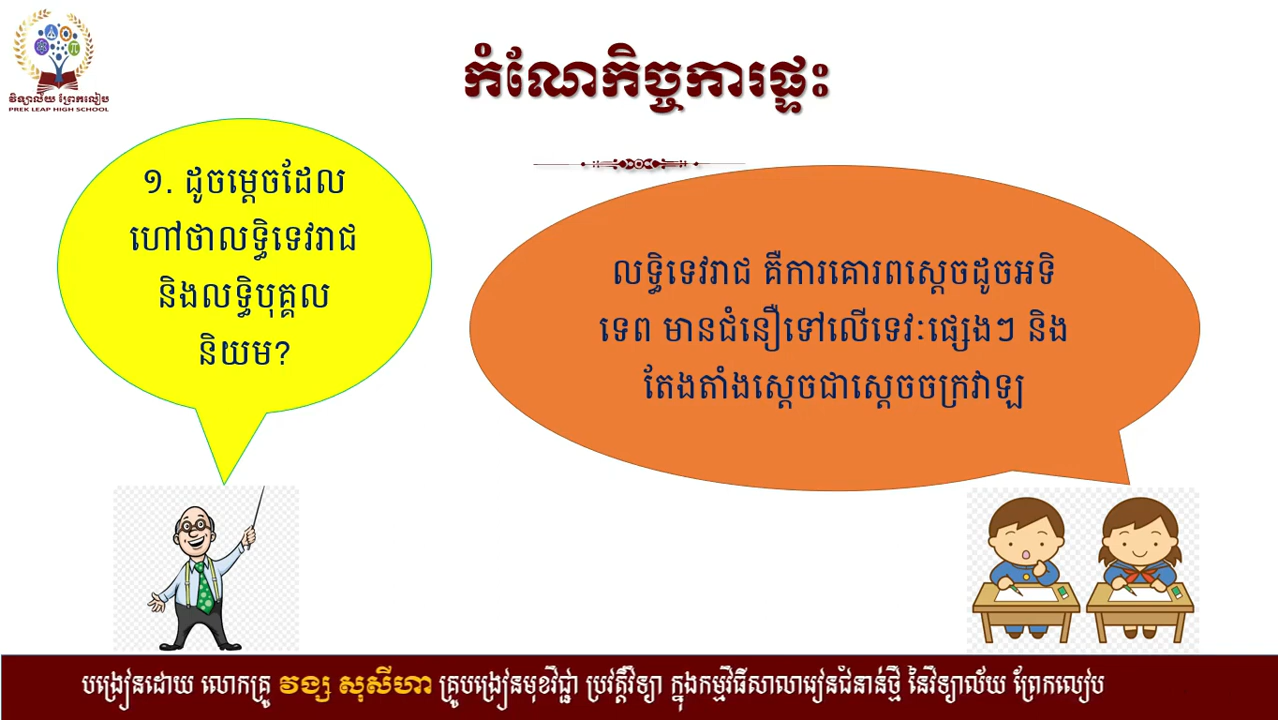 វិទ្យាល័យ ព្រែកលៀប
PREK LEAP HIGH SCHOOL
កំណែកិច្ចការផ្ទះ
១. ដូចម្តេចដែល
ហៅថាលទ្ធិទេវរាជ
និងលទ្ធិបុគ្គល
និយម?
លទ្ធិទេវរាជ គឺការគោរពស្តេចដូចអទិ
ទេព មានជំនឿទៅលើទេវៈផ្សេងៗ និង
តែងតាំងស្តេចជាស្តេចចក្រវាឡ
បង្រៀនដោយ លោកគ្រូ វង្ស សុសីហា គ្រូបង្រៀនមុខវិជ្ជា ប្រវត្តិវិទ្យា ក្នុងកម្មវិធីសាលារៀនជំនាន់ថ្មី នៃវិទ្យាល័យ ព្រែកលៀប